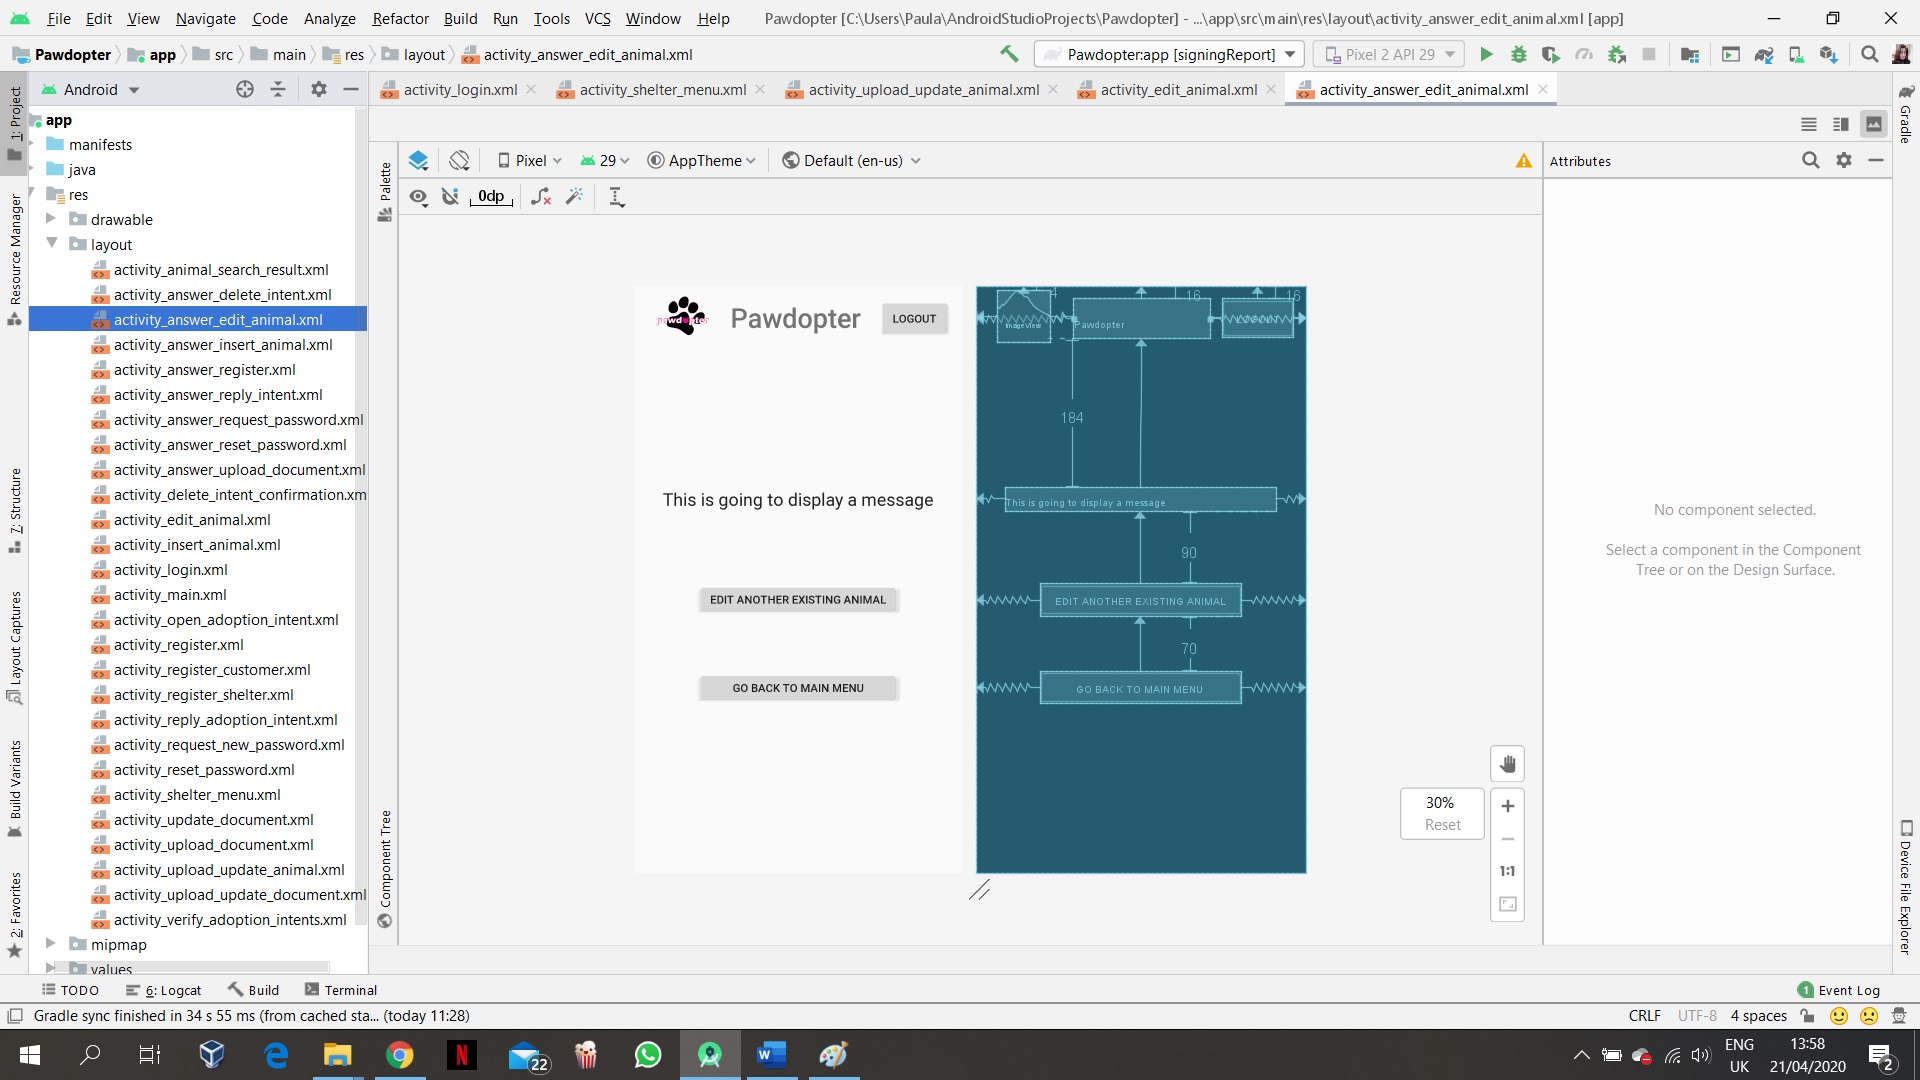 File Edit View Navigate Code Analyze Refactor Build Run Tools VCS Window Help Pawdopter [C:\Users\Paula\AndroidStudioProjects\Pawdopter] - ...\app\src\main\res\layout\activity_answer_edit_animal.xml [app]
Pawdopter app src main res layout activity_answer_edit_animal.xml Pawdopter:app [signingReport] Pixel 2 API 29
Android activity_login.xml activity_shelter_menu.xml activity_upload_update_animal.xml activity_edit_animal.xml activity_answer_edit_animal.xml
1: Project
Resource Manager
7: Structure
Layout Captures
Build Variants
2: Favorites
app
manifests
java
res
drawable
layout
activity_animal_search_result.xml
activity_answer_delete_intent.xml
activity_answer_edit_animal.xml
activity_answer_insert_animal.xml
activity_answer_register.xml
activity_answer_reply_intent.xml
activity_answer_request_password.xml
activity_answer_reset_password.xml
activity_answer_upload_document.xml
activity_delete_intent_confirmation.xm
activity_edit_animal.xml
activity_insert_animal.xml
activity_login.xml
activity_main.xml
activity_open_adoption_intent.xml
activity_register.xml
activity_register_customer.xml
activity_register_shelter.xml
activity_reply_adoption_intent.xml
activity_request_new_password.xml
activity_reset_password.xml
activity_shelter_menu.xml
activity_update_document.xml
activity_upload_document.xml
activity_upload_update_animal.xml
activity_upload_update_document.xml
activity_verify_adoption_intents.xml
mipmap
values
Palette
Component Tree
Pixel 29 AppTheme Default (en-us)
0dp
pawdopter
Pawdopter
LOGOUT
This is going to display a message
EDIT ANOTHER EXISTING ANIMAL
GO BACK TO MAIN MENU
4 16 16
ImageView Pawdopter LOGOUT
184
This is going to display a message
90
EDIT ANOTHER EXISTING ANIMAL
70
GO BACK TO MAIN MENU
30%
Reset
1:1
Attributes
No component selected.
Select a component in the Component
Tree or on the Design Surface.
Gradle
Device File Explorer
TODO 6: Logcat Build Terminal 1 Event Log
Gradle sync finished in 34 s 55 ms (from cached sta... (today 11:28) CRLF UTF-8 4 spaces
N 22 W ENG
UK
13:58
21/04/2020
2